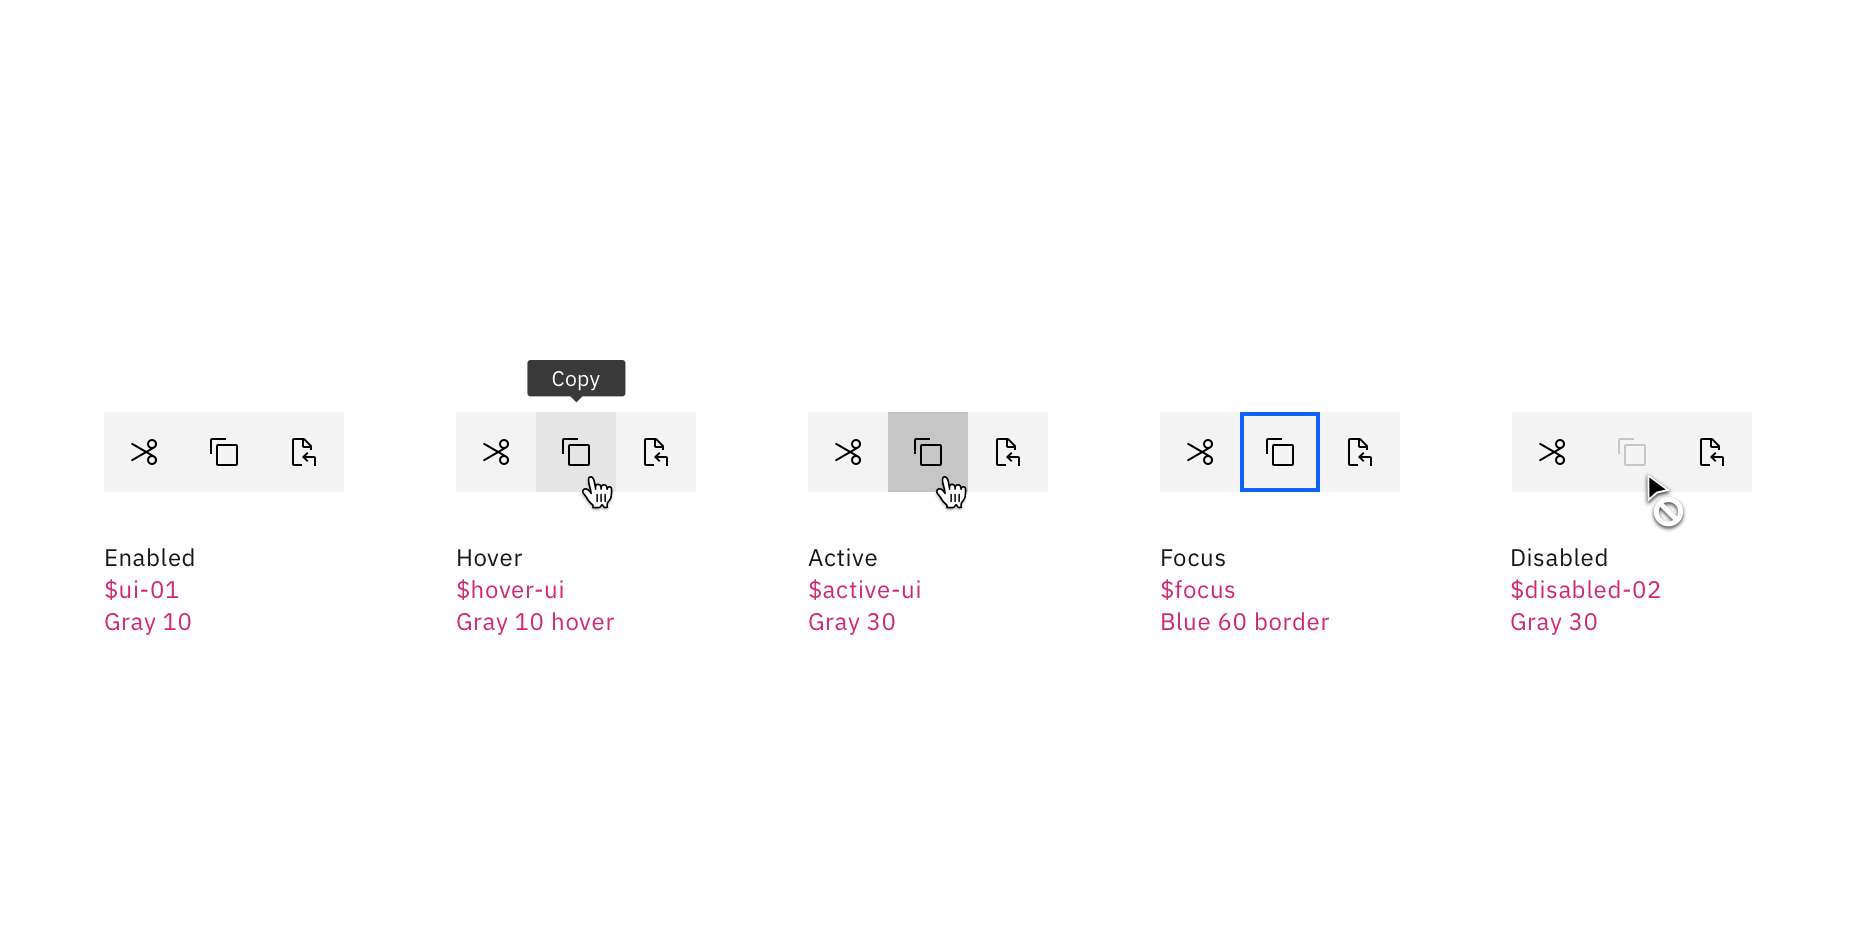 Copy
Enabled
$ui-01
Gray 10
Hover
$hover-ui
Gray 10 hover
Active
$active-ui
Gray 30
Focus
$focus
Blue 60 border
Disabled
$disabled-02
Gray 30